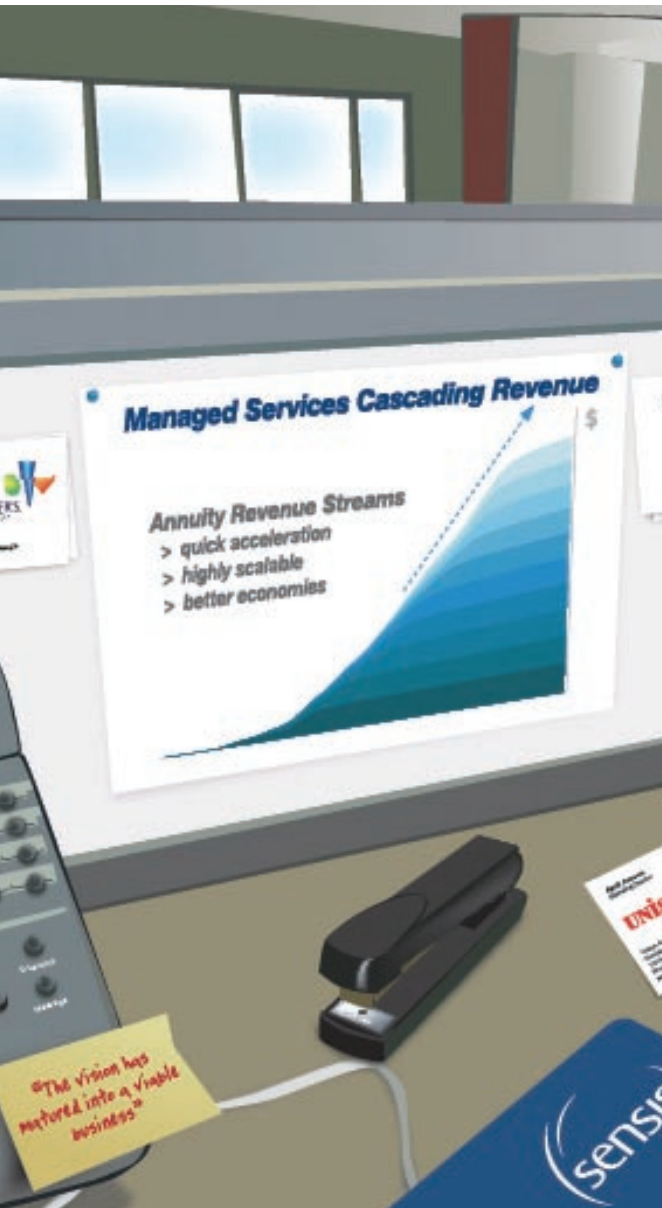 Managed Services Cascading Revenue
$
Annuity Revenue Streams
> quick acceleration
> highly scalable
> better economies
"The vision has
matured into a viable
business"